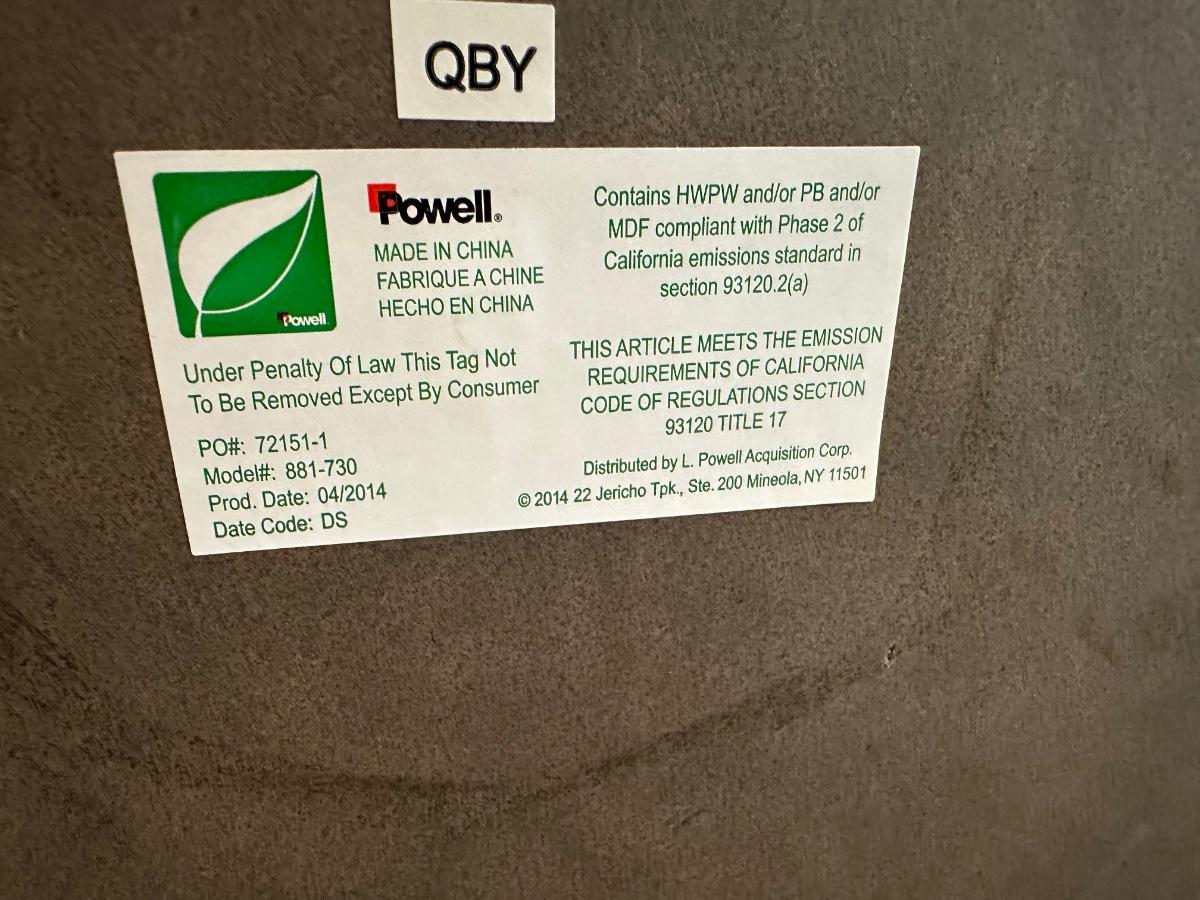 QBY
Powell
Powell®
MADE IN CHINA
FABRIQUE A CHINE
HECHO EN CHINA
Under Penalty Of Law This Tag Not
To Be Removed Except By Consumer
PO#: 72151-1
Model#: 881-730
Prod. Date: 04/2014
Date Code: DS
Contains HWPW and/or PB and/or
MDF compliant with Phase 2 of
California emissions standard in
section 93120.2(a)
THIS ARTICLE MEETS THE EMISSION
REQUIREMENTS OF CALIFORNIA
CODE OF REGULATIONS SECTION
93120 TITLE 17
Distributed by L. Powell Acquisition Corp.
© 2014 22 Jericho Tpk., Ste. 200 Mineola, NY 11501